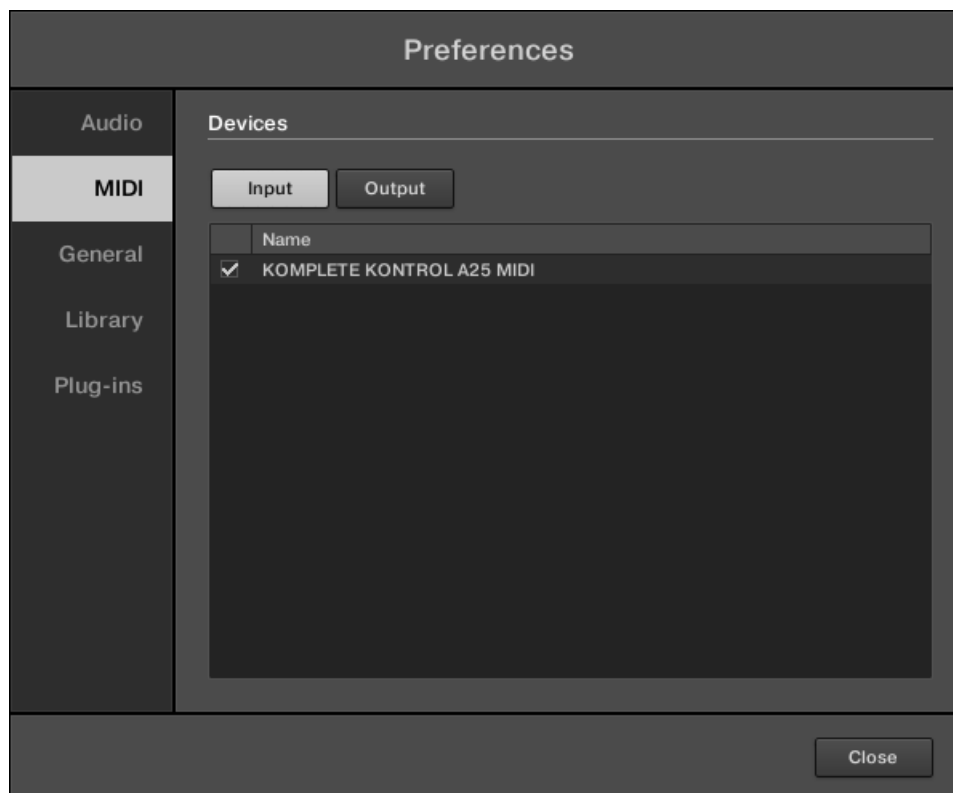 Preferences
Audio
MIDI
General
Library
Plug-ins
Devices
Input Output
Name
KOMPLETE KONTROL A25 MIDI
Close